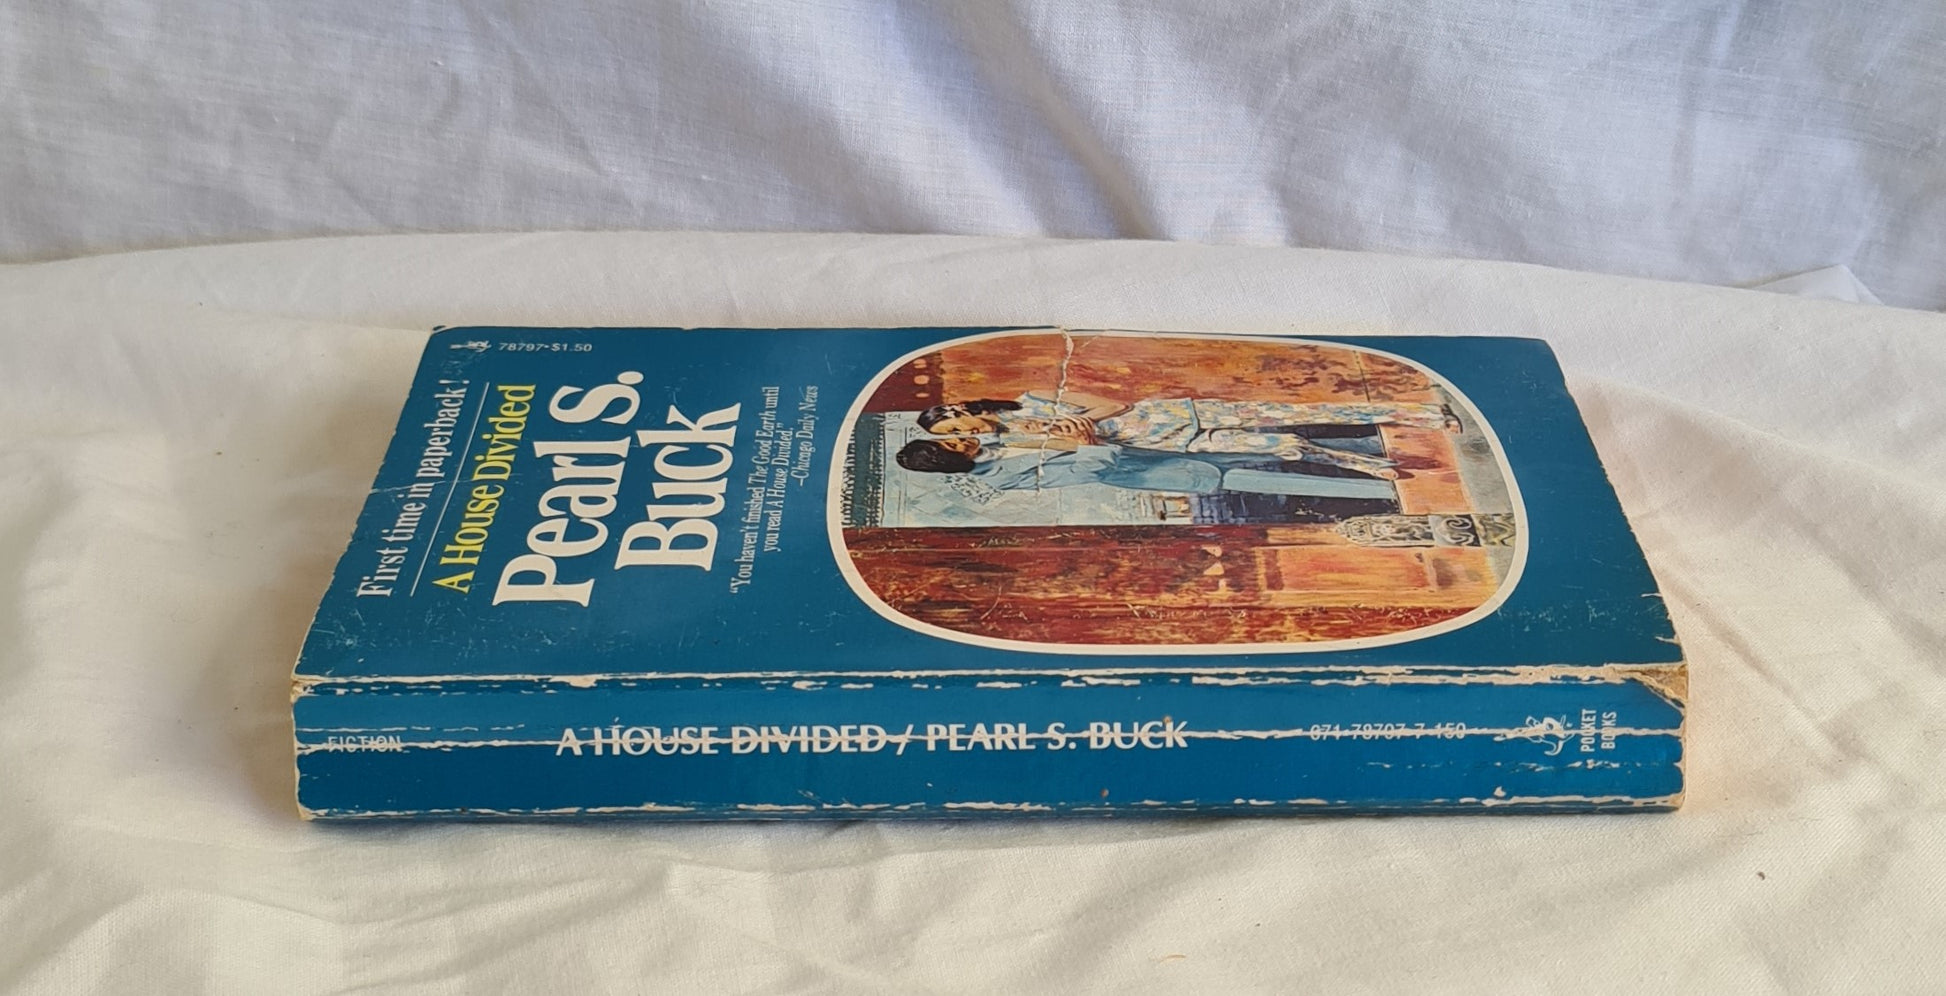 78797•$1.50
First time in paperback!
A House Divided
Pearl S.
Buck
"You haven't finished The Good Earth until
you read A House Divided."
—Chicago Daily News
FICTION
A HOUSE DIVIDED / PEARL S. BUCK
671-78797-7-150
POCKET
BOOKS